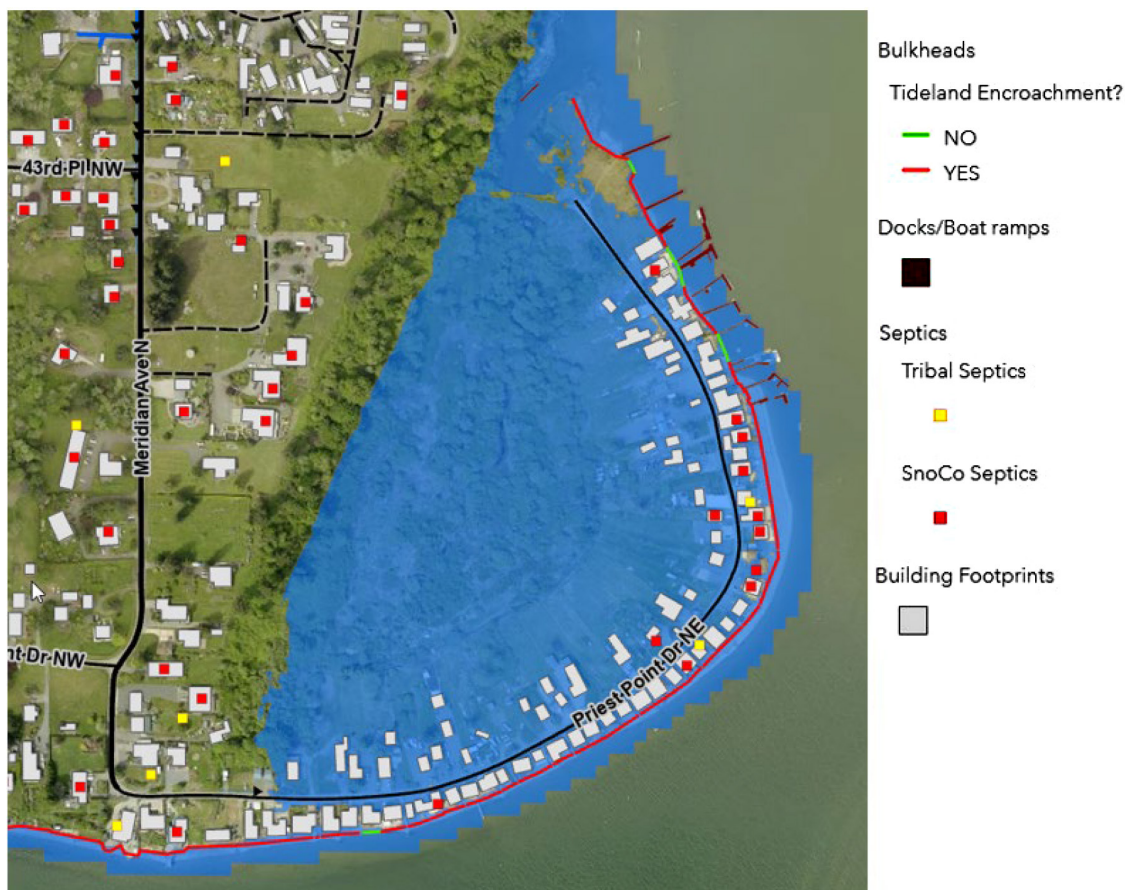 43rd Pl NW
Meridian Ave N
nt Dr NW
Priest Point Dr NE
Bulkheads
Tideland Encroachment?
NO
YES
Docks/Boat ramps
Septics
Tribal Septics
SnoCo Septics
Building Footprints